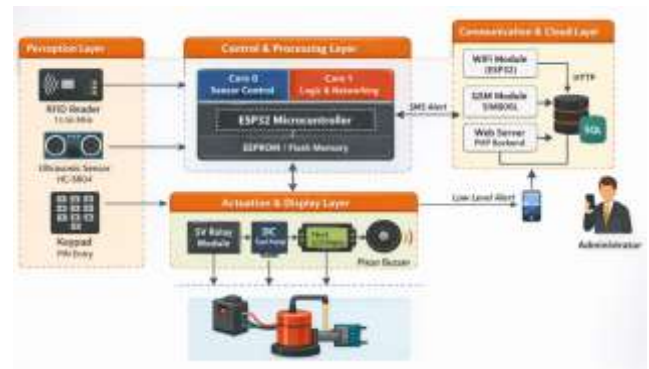 Perception Layer
RFID Reader
Ultrasonic Sensor
HC-SR04
Keypad
PIN Entry
Control & Processing Layer
Core 0
Sensor Control
Core 1
Logic & Networking
ESP32 Microcontroller
EEPROM / Flash Memory
SMS Alert
Communication & Cloud Layer
WiFi Module
(ESP32)
HTTP
GSM Module
SIM800L
Web Server
PHP Backend
SQL
Actuation & Display Layer
5V Relay
Module
DC
Piezo Buzzer
Low-Level Alert
Administrator